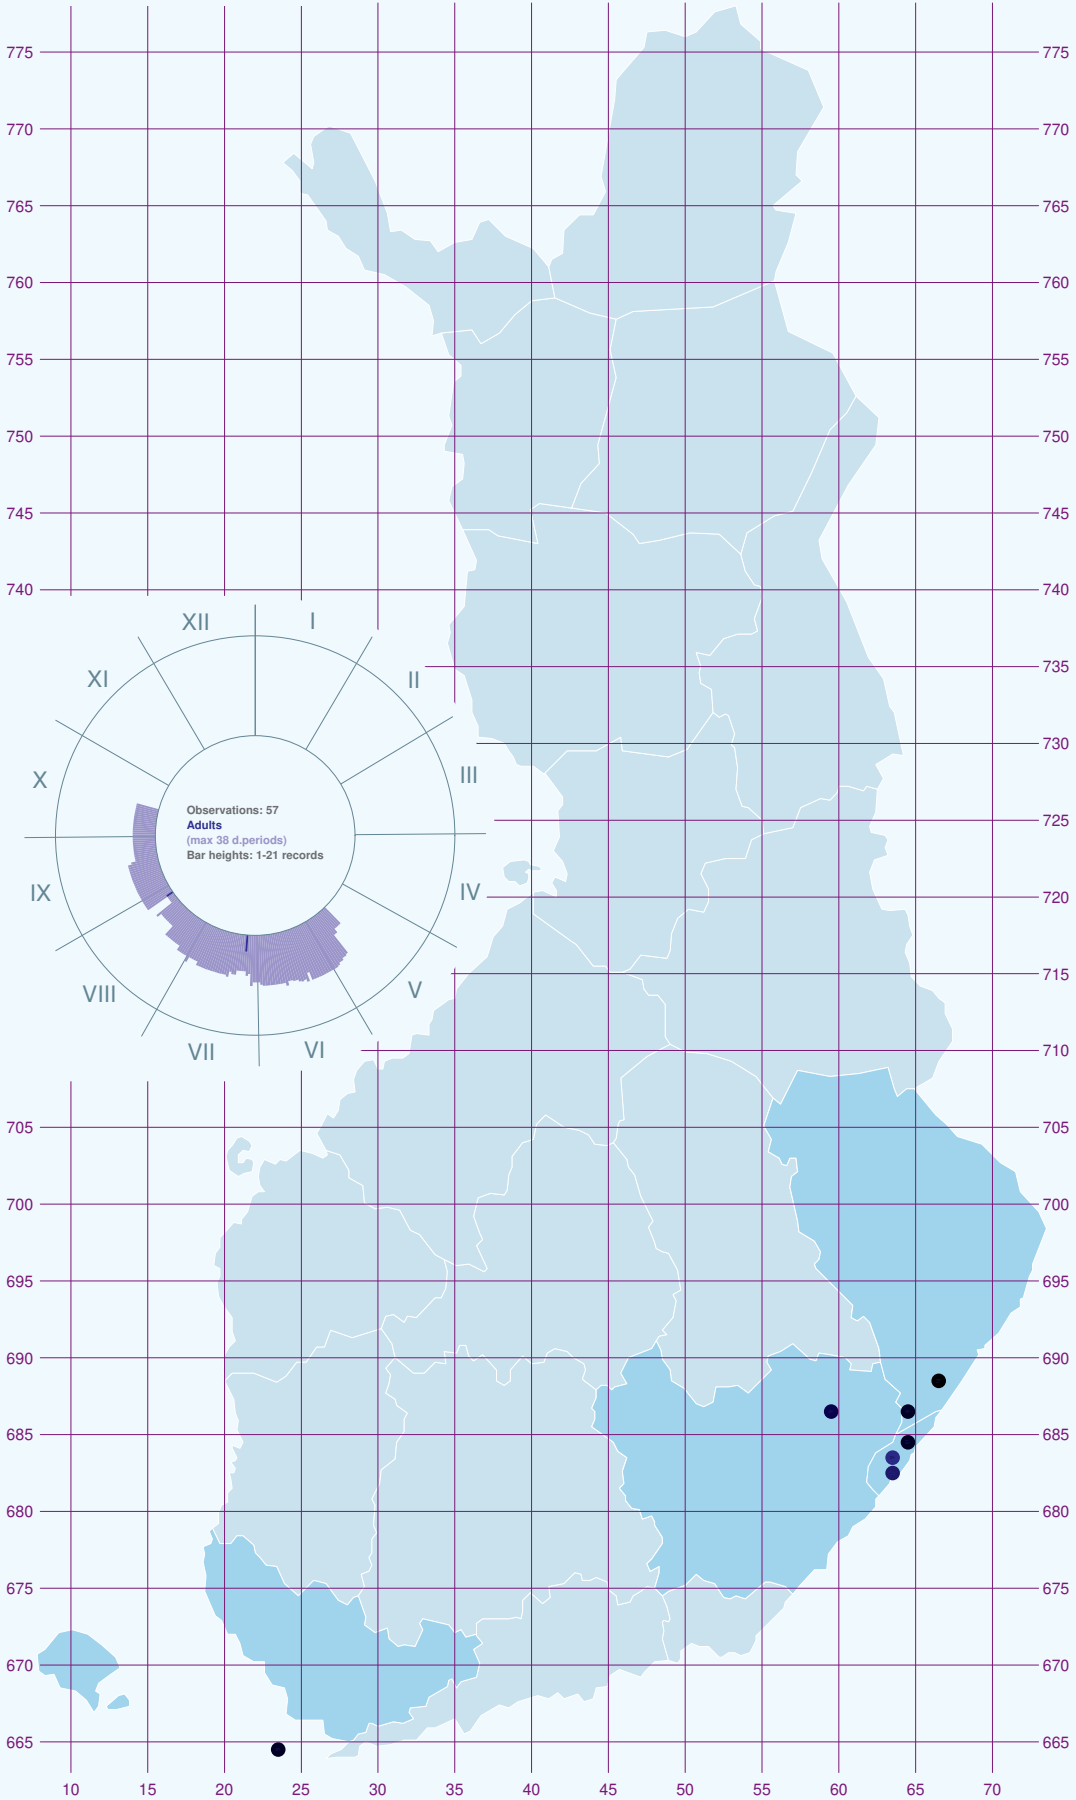 775 775
770 770
765 765
760 760
755 755
750 750
745 745
740 740
XII I
XI II
735
730
X III
Observations: 57
Adults
(max 38 d.periods)
Bar heights: 1-21 records
725
IX IV
720
VIII V
715
VII VI
710
705 705
700 700
695 695
690 690
685 685
680 680
675 675
670 670
665 665
10 15 20 25 30 35 40 45 50 55 60 65 70